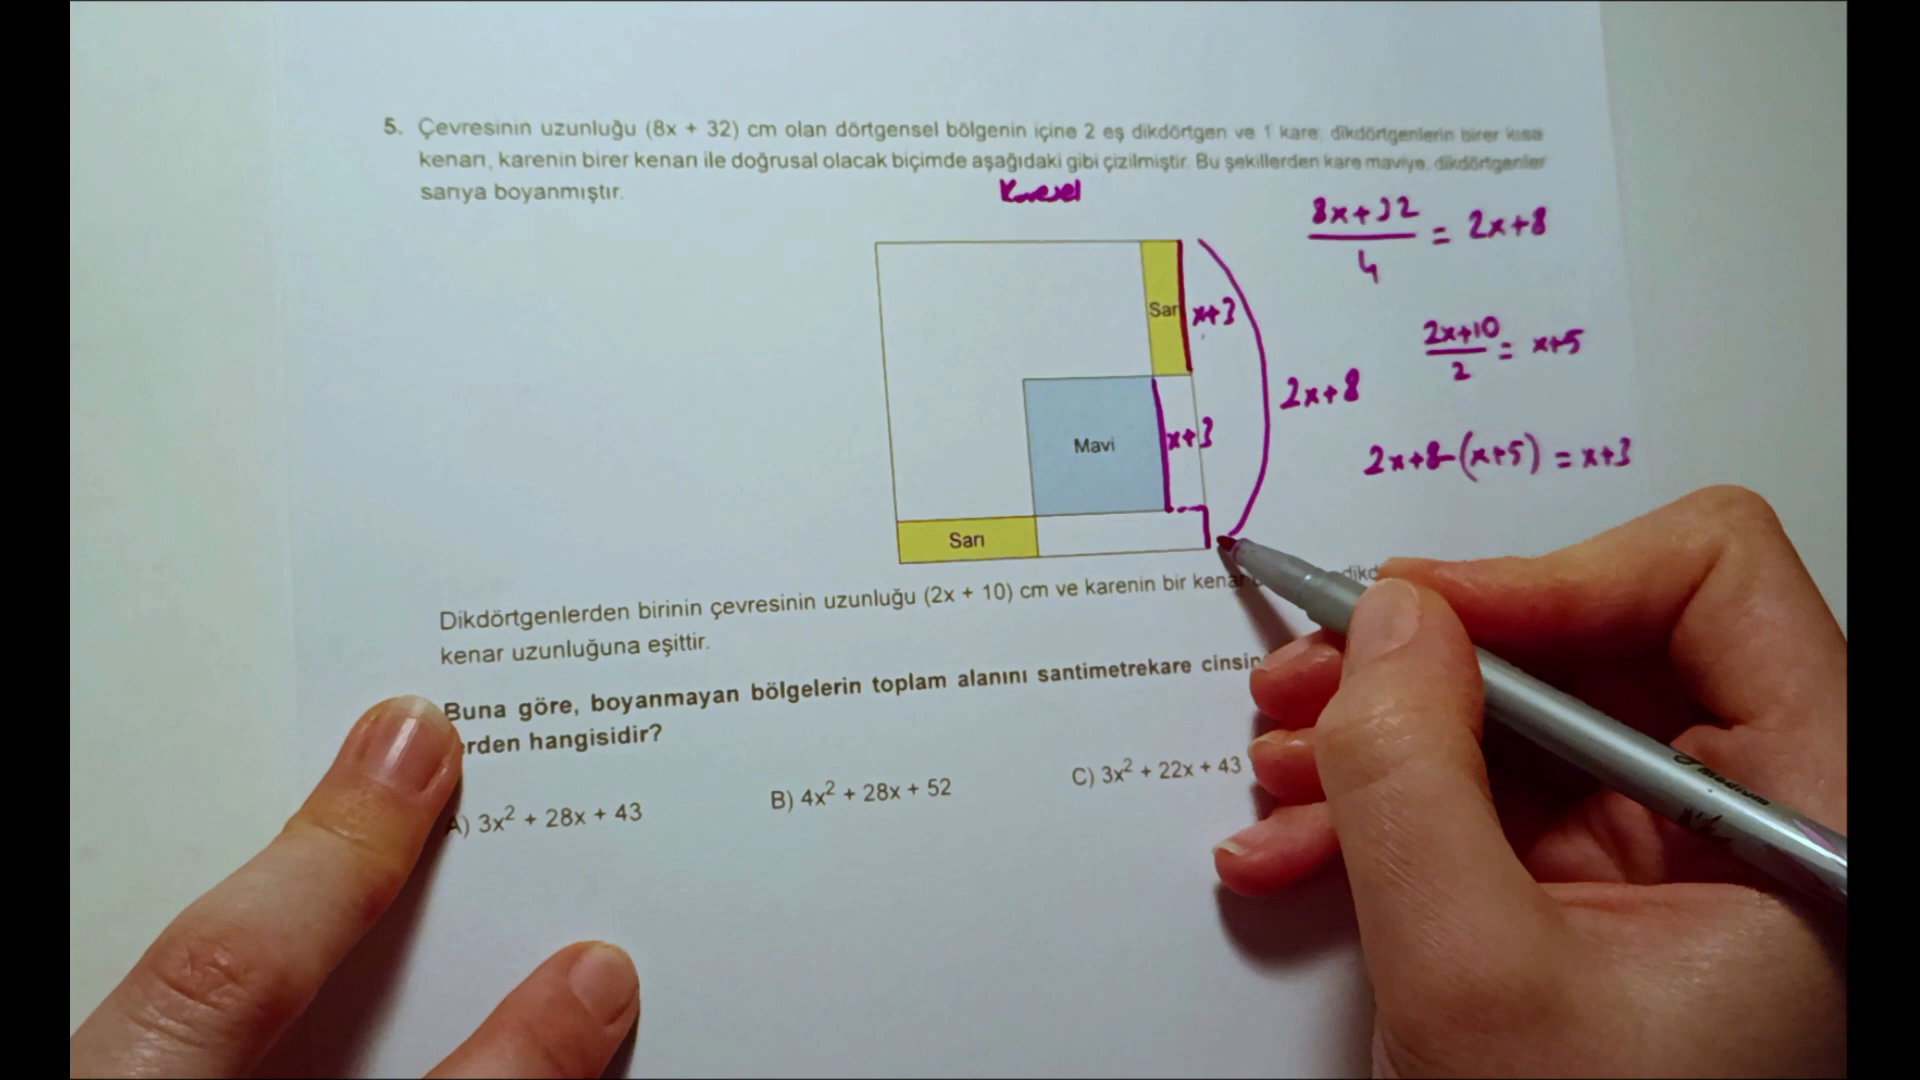 5. Çevresinin uzunluğu (8x + 32) cm olan dörtgensel bölgenin içine 2 eş dikdörtgen ve 1 kare; dikdörtgenlerin birer kısa
kenarı, karenin birer kenarı ile doğrusal olacak biçimde aşağıdaki gibi çizilmiştir. Bu şekillerden kare maviye, dikdörtgenler
sarıya boyanmıştır.
Karesel
8x+32
4
= 2x+8
Sar
x+3
2x+10
2
= x+5
2x+8
Mavi
x+3
2x+8-(x+5) = x+3
Sarı
Dikdörtgenlerden birinin çevresinin uzunluğu (2x + 10) cm ve karenin bir kenar
kenar uzunluğuna eşittir.
Buna göre, boyanmayan bölgelerin toplam alanını santimetrekare cinsin
erden hangisidir?
A) 3x² + 28x + 43
B) 4x² + 28x + 52
C) 3x² + 22x + 43
medium